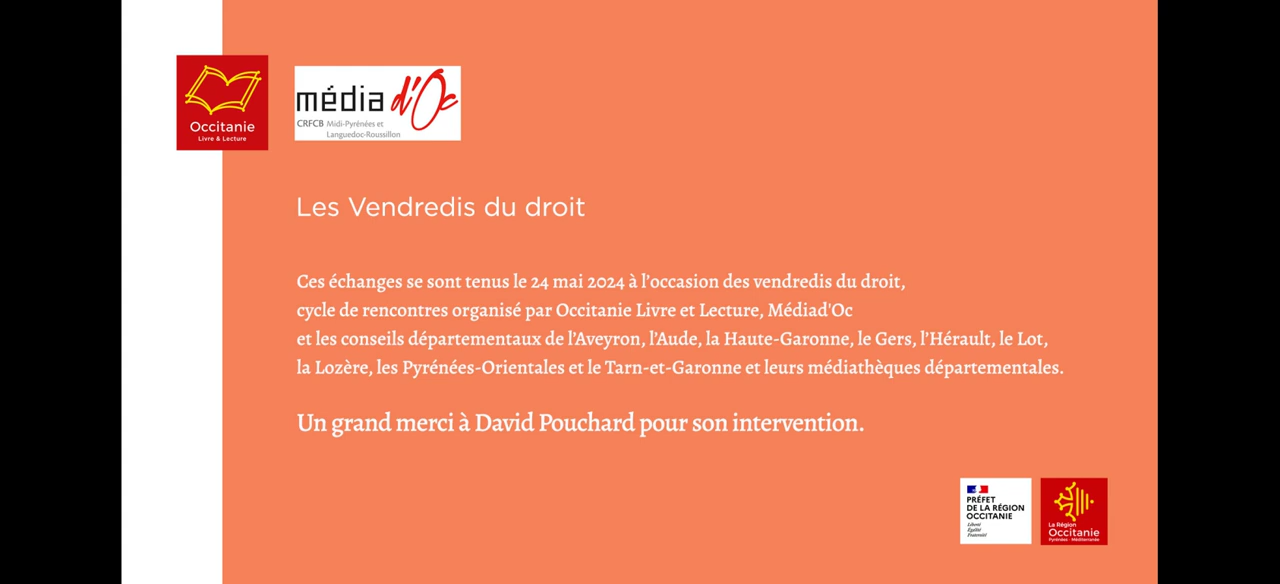 Occitanie
Livre & Lecture
média d'Oc
CRFCB Midi-Pyrénées et
Languedoc-Roussillon
Les Vendredis du droit
Ces échanges se sont tenus le 24 mai 2024 à l'occasion des vendredis du droit,
cycle de rencontres organisé par Occitanie Livre et Lecture, Médiad'Oc
et les conseils départementaux de l'Aveyron, l'Aude, la Haute-Garonne, le Gers, l'Hérault, le Lot,
la Lozère, les Pyrénées-Orientales et le Tarn-et-Garonne et leurs médiathèques départementales.
Un grand merci à David Pouchard pour son intervention.
PRÉFET
DE LA RÉGION
OCCITANIE
Liberté
Égalité
Fraternité
La Région
Occitanie
Pyrénées - Méditerranée